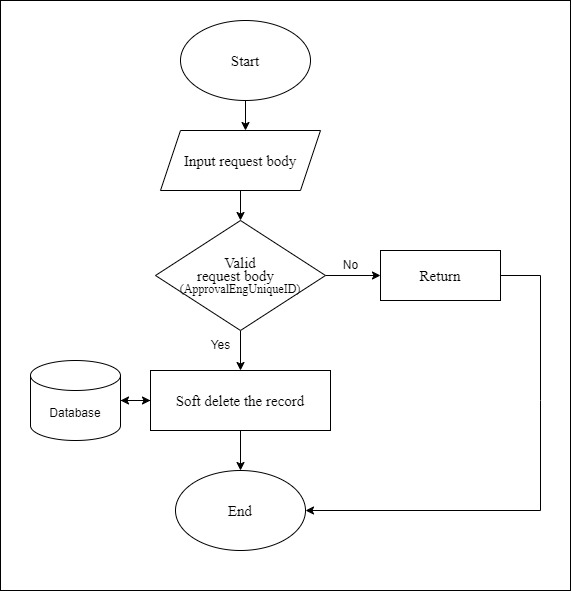 Start
Input request body
Valid
request body
(ApprovalEngUniqueID)
No
Return
Yes
Soft delete the record
Database
End